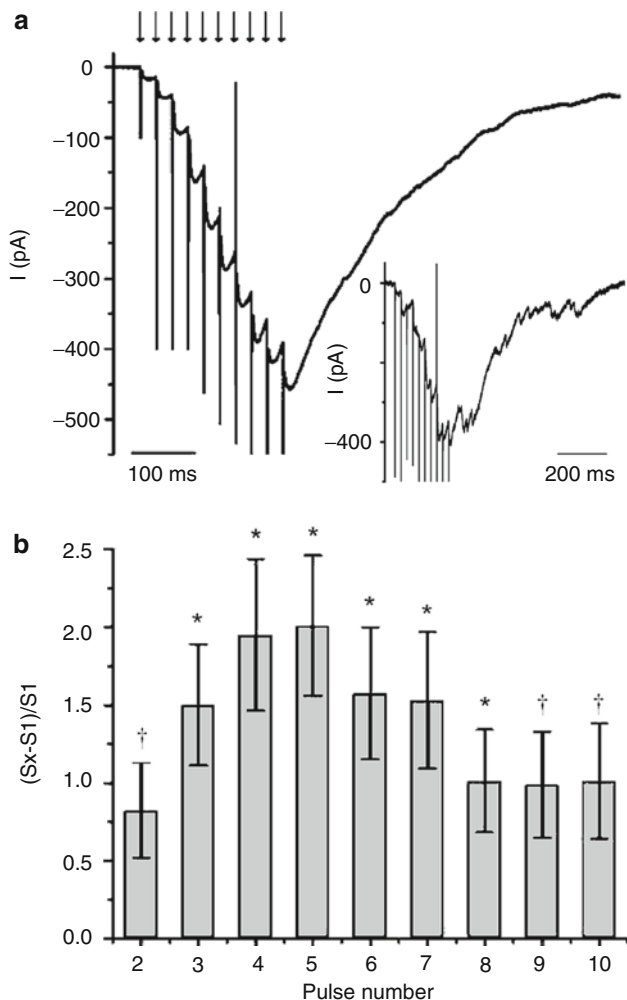 a
0
−100
−200
−300
−400
−500
I (pA)
100 ms
0
−400
I (pA)
200 ms
b
2.5
2.0
1.5
1.0
0.5
0.0
(Sx-S1)/S1
† * * * * * * † †
2 3 4 5 6 7 8 9 10
Pulse number